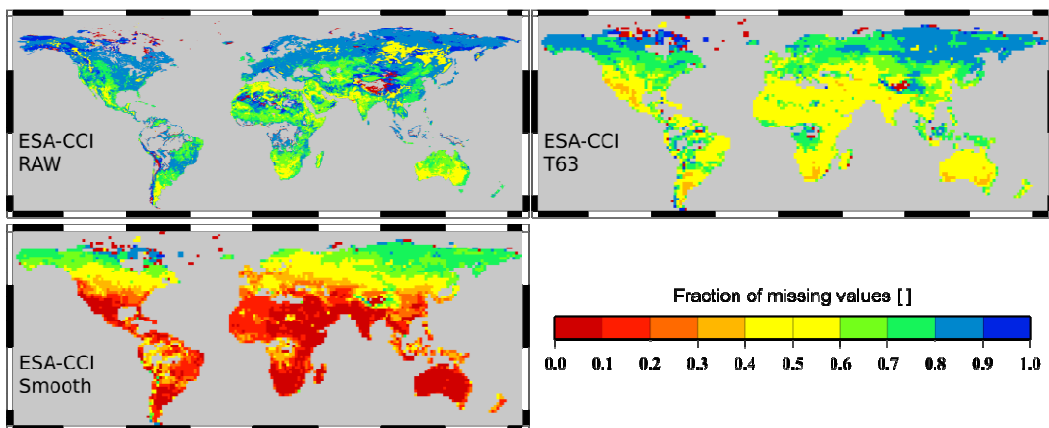 ESA-CCI
RAW
ESA-CCI
T63
ESA-CCI
Smooth
Fraction of missing values [ ]
0.0 0.1 0.2 0.3 0.4 0.5 0.6 0.7 0.8 0.9 1.0